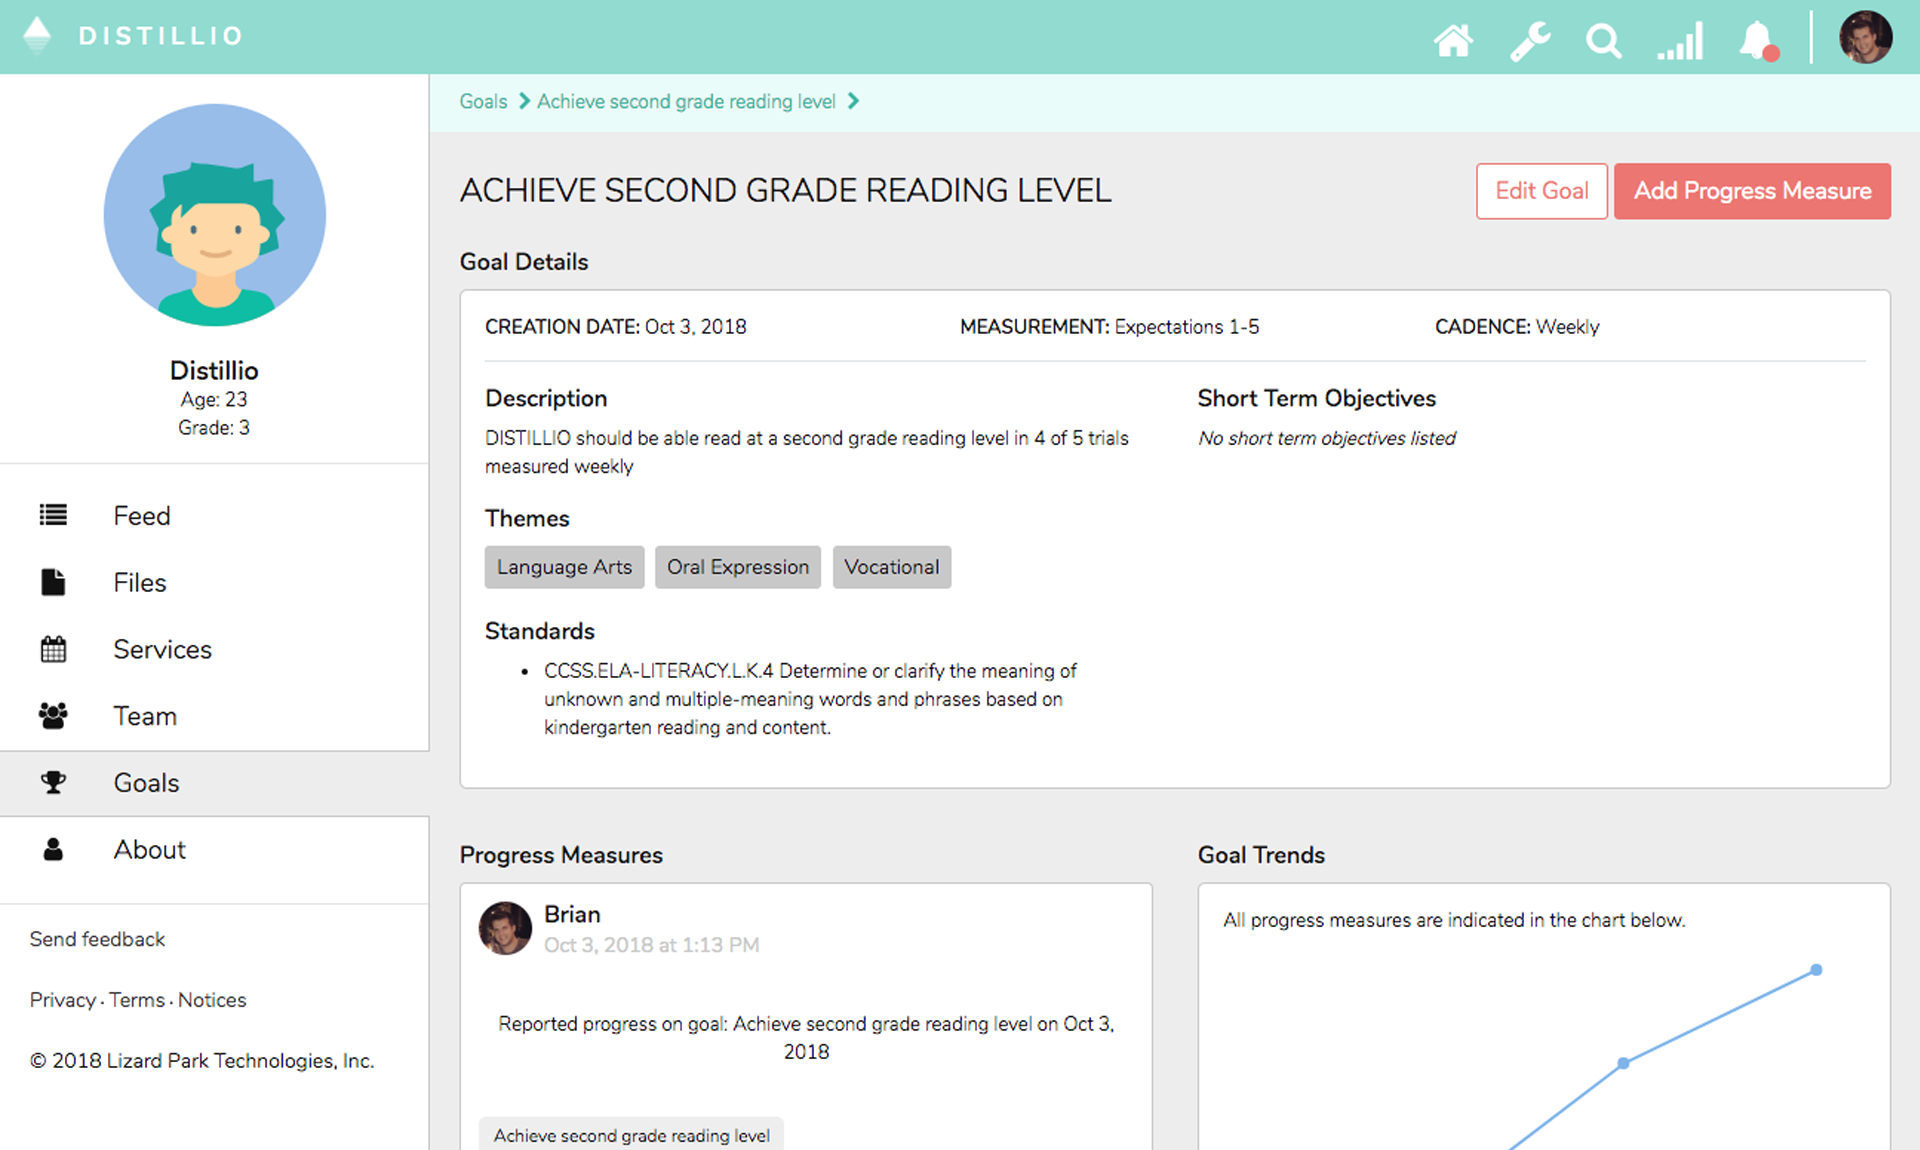 DISTILLIO
Goals Achieve second grade reading level
ACHIEVE SECOND GRADE READING LEVEL
Edit Goal
Add Progress Measure
Distillio
Age: 23
Grade: 3
Feed
Files
Services
Team
Goals
About
Send feedback
Privacy · Terms · Notices
© 2018 Lizard Park Technologies, Inc.
Goal Details
CREATION DATE: Oct 3, 2018
MEASUREMENT: Expectations 1-5
CADENCE: Weekly
Description
DISTILLIO should be able read at a second grade reading level in 4 of 5 trials
measured weekly
Short Term Objectives
No short term objectives listed
Themes
Language Arts
Oral Expression
Vocational
Standards
• CCSS.ELA-LITERACY.L.K.4 Determine or clarify the meaning of
unknown and multiple-meaning words and phrases based on
kindergarten reading and content.
Progress Measures
Brian
Oct 3, 2018 at 1:13 PM
Reported progress on goal: Achieve second grade reading level on Oct 3,
2018
Achieve second grade reading level
Goal Trends
All progress measures are indicated in the chart below.